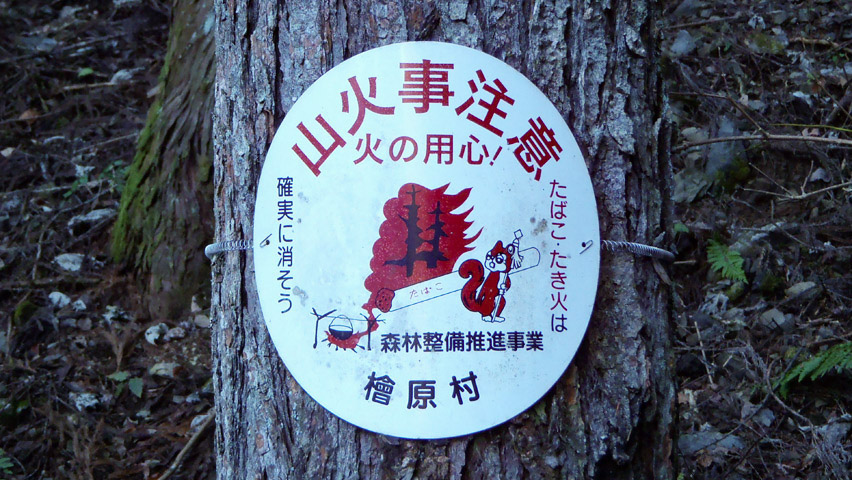 山火事注意
火の用心!
たばこ·たき火は
確実に消そう
たばこ
森林整備推進事業
檜原村